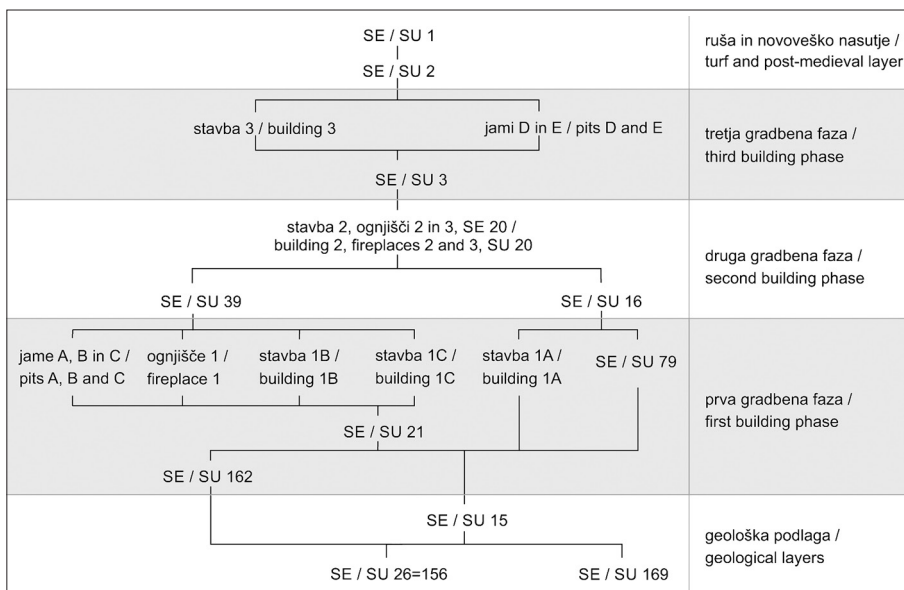 SE / SU 1
SE / SU 2
ruša in novoveško nasutje /
turf and post-medieval layer
stavba 3 / building 3
jami D in E / pits D and E
SE / SU 3
tretja gradbena faza /
third building phase
stavba 2, ognjišči 2 in 3, SE 20 /
building 2, fireplaces 2 and 3, SU 20
SE / SU 39
SE / SU 16
druga gradbena faza /
second building phase
jame A, B in C /
pits A, B and C
ognjišče 1 /
fireplace 1
stavba 1B /
building 1B
stavba 1C /
building 1C
stavba 1A /
building 1A
SE / SU 79
SE / SU 21
SE / SU 162
prva gradbena faza /
first building phase
SE / SU 15
SE / SU 26=156
SE / SU 169
geološka podlaga /
geological layers